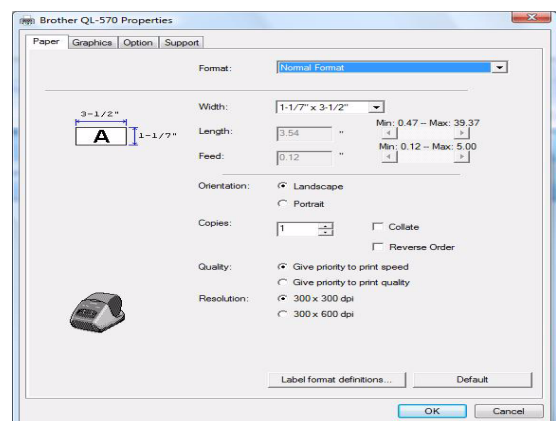 Brother QL-570 Properties
Paper Graphics Option Support
Format: Normal Format
3-1/2"
A 1-1/7"
Width: 1-1/7" x 3-1/2"
Length: 3.54 " Min: 0.47 -- Max: 39.37
Feed: 0.12 " Min: 0.12 -- Max: 5.00
Orientation: Landscape
Portrait
Copies: 1 Collate
Reverse Order
Quality: Give priority to print speed
Give priority to print quality
Resolution: 300 x 300 dpi
300 x 600 dpi
Label format definitions... Default
OK Cancel